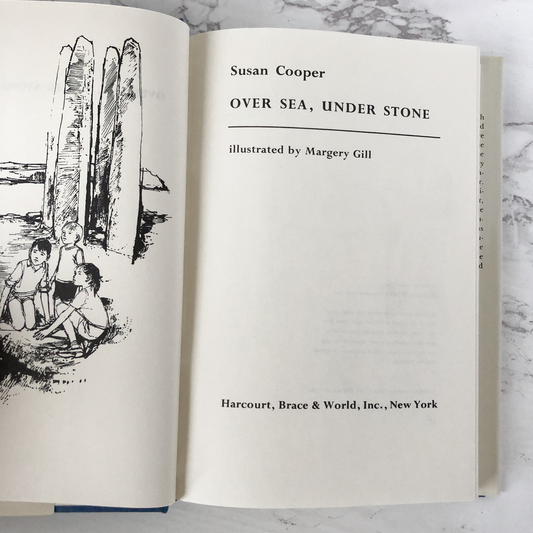 Susan Cooper
OVER SEA, UNDER STONE
illustrated by Margery Gill
Harcourt, Brace & World, Inc., New York